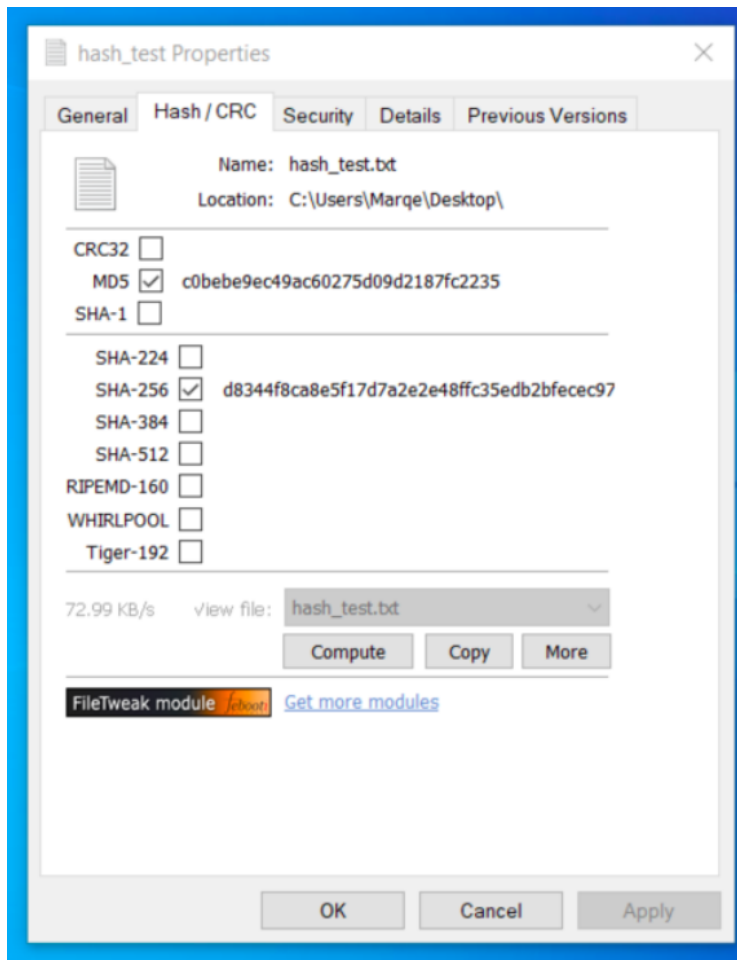 hash_test Properties
General Hash / CRC Security Details Previous Versions
Name: hash_test.txt
Location: C:\Users\Marqe\Desktop\
CRC32
MD5 c0bebe9ec49ac60275d09d2187fc2235
SHA-1
SHA-224
SHA-256 d8344f8ca8e5f17d7a2e2e48ffc35edb2bfecec97
SHA-384
SHA-512
RIPEMD-160
WHIRLPOOL
Tiger-192
72.99 KB/s View file: hash_test.txt
Compute Copy More
FileTweak module febooti Get more modules
OK Cancel Apply